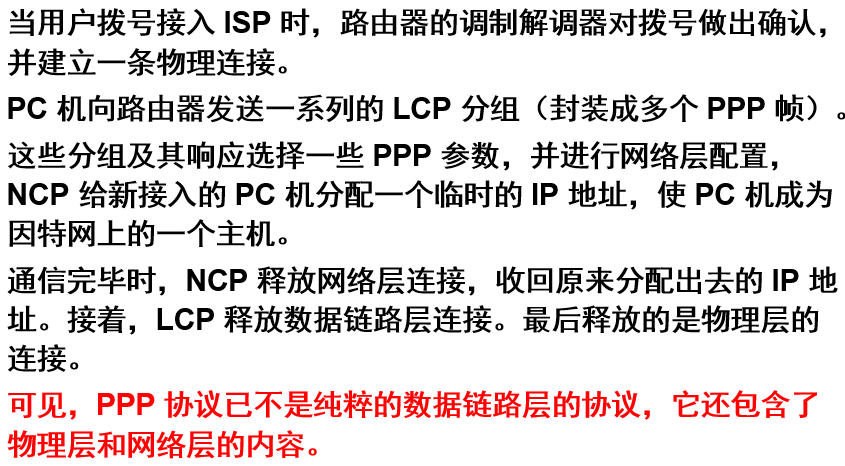 当用户拨号接入 ISP 时，路由器的调制解调器对拨号做出确认，
并建立一条物理连接。
PC 机向路由器发送一系列的 LCP 分组（封装成多个 PPP 帧）。
这些分组及其响应选择一些 PPP 参数，并进行网络层配置，
NCP 给新接入的 PC 机分配一个临时的 IP 地址，使 PC 机成为
因特网上的一个主机。
通信完毕时，NCP 释放网络层连接，收回原来分配出去的 IP 地
址。接着，LCP 释放数据链路层连接。最后释放的是物理层的
连接。
可见，PPP 协议已不是纯粹的数据链路层的协议，它还包含了
物理层和网络层的内容。